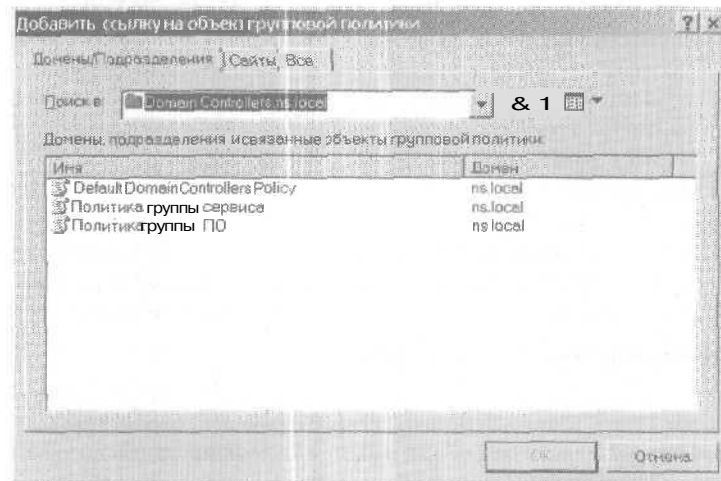 Добавить ссылку на объект групповой политики
Домены/Подразделения Сайты Все
Поиск в: Domain Controllers.ns.local & 1
Домены, подразделения и связанные объекты групповой политики:
Имя Домен
Default Domain Controllers Policy ns.local
Политика группы сервиса ns.local
Политика группы ПО ns.local
ОК Отмена